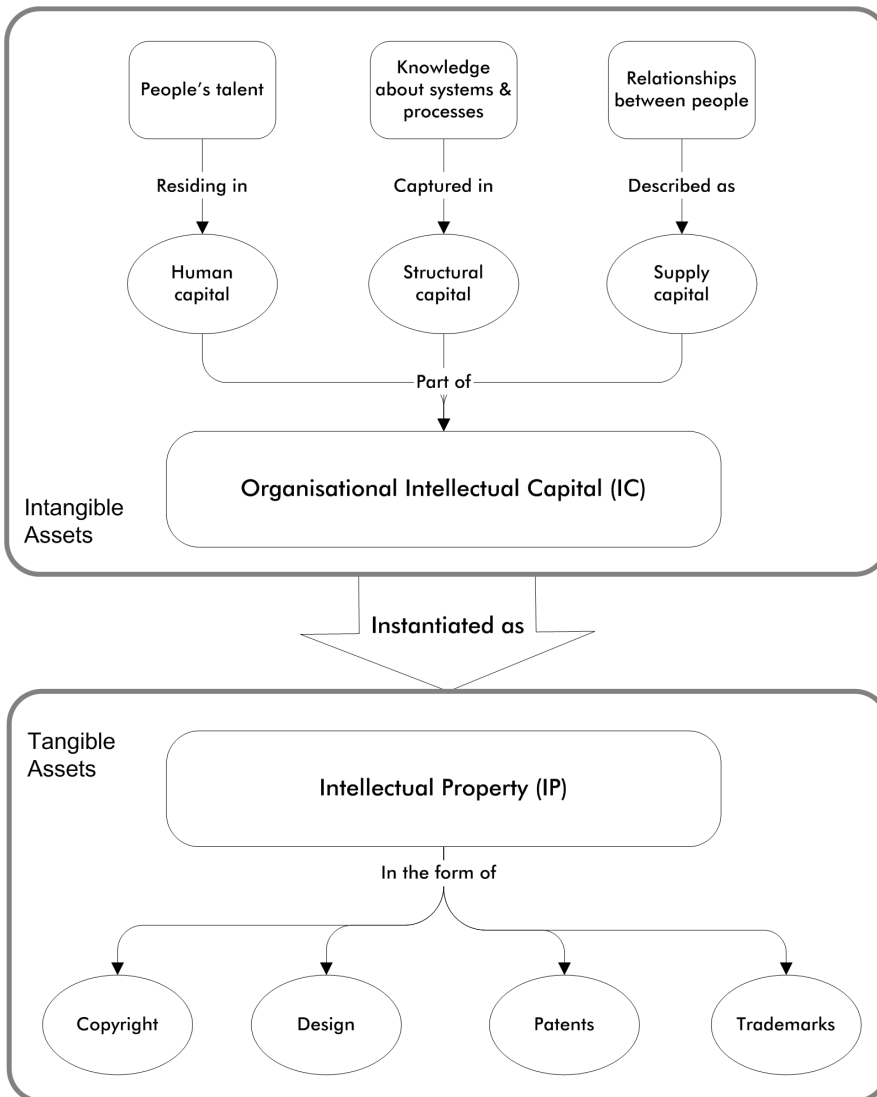 People's talent
Knowledge
about systems &
processes
Relationships
between people
Residing in
Captured in
Described as
Human
capital
Structural
capital
Supply
capital
Part of
Organisational Intellectual Capital (IC)
Intangible
Assets
Instantiated as
Tangible
Assets
Intellectual Property (IP)
In the form of
Copyright
Design
Patents
Trademarks